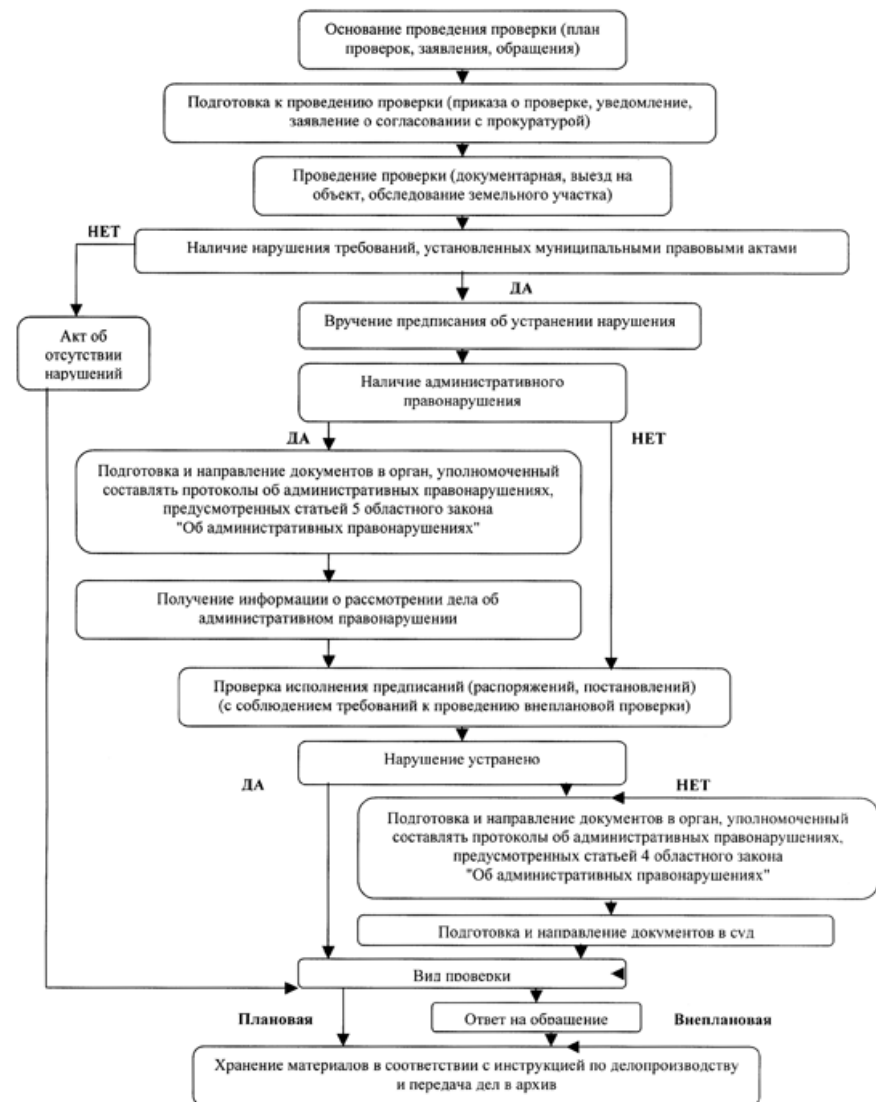 Основание проведения проверки (план
проверок, заявления, обращения)
Подготовка к проведению проверки (приказа о проверке, уведомление,
заявление о согласовании с прокуратурой)
Проведение проверки (документарная, выезд на
объект, обследование земельного участка)
НЕТ
Наличие нарушения требований, установленных муниципальными правовыми актами
ДА
Акт об
отсутствии
нарушений
Вручение предписания об устранении нарушения
Наличие административного
правонарушения
ДА
НЕТ
Подготовка и направление документов в орган, уполномоченный
составлять протоколы об административных правонарушениях,
предусмотренных статьей 5 областного закона
"Об административных правонарушениях"
Получение информации о рассмотрении дела об
административном правонарушении
Проверка исполнения предписаний (распоряжений, постановлений)
(с соблюдением требований к проведению внеплановой проверки)
Нарушение устранено
ДА
НЕТ
Подготовка и направление документов в орган, уполномоченный
составлять протоколы об административных правонарушениях,
предусмотренных статьей 4 областного закона
"Об административных правонарушениях"
Подготовка и направление документов в суд
Вид проверки
Плановая
Ответ на обращение
Внеплановая
Хранение материалов в соответствии с инструкцией по делопроизводству
и передача дел в архив